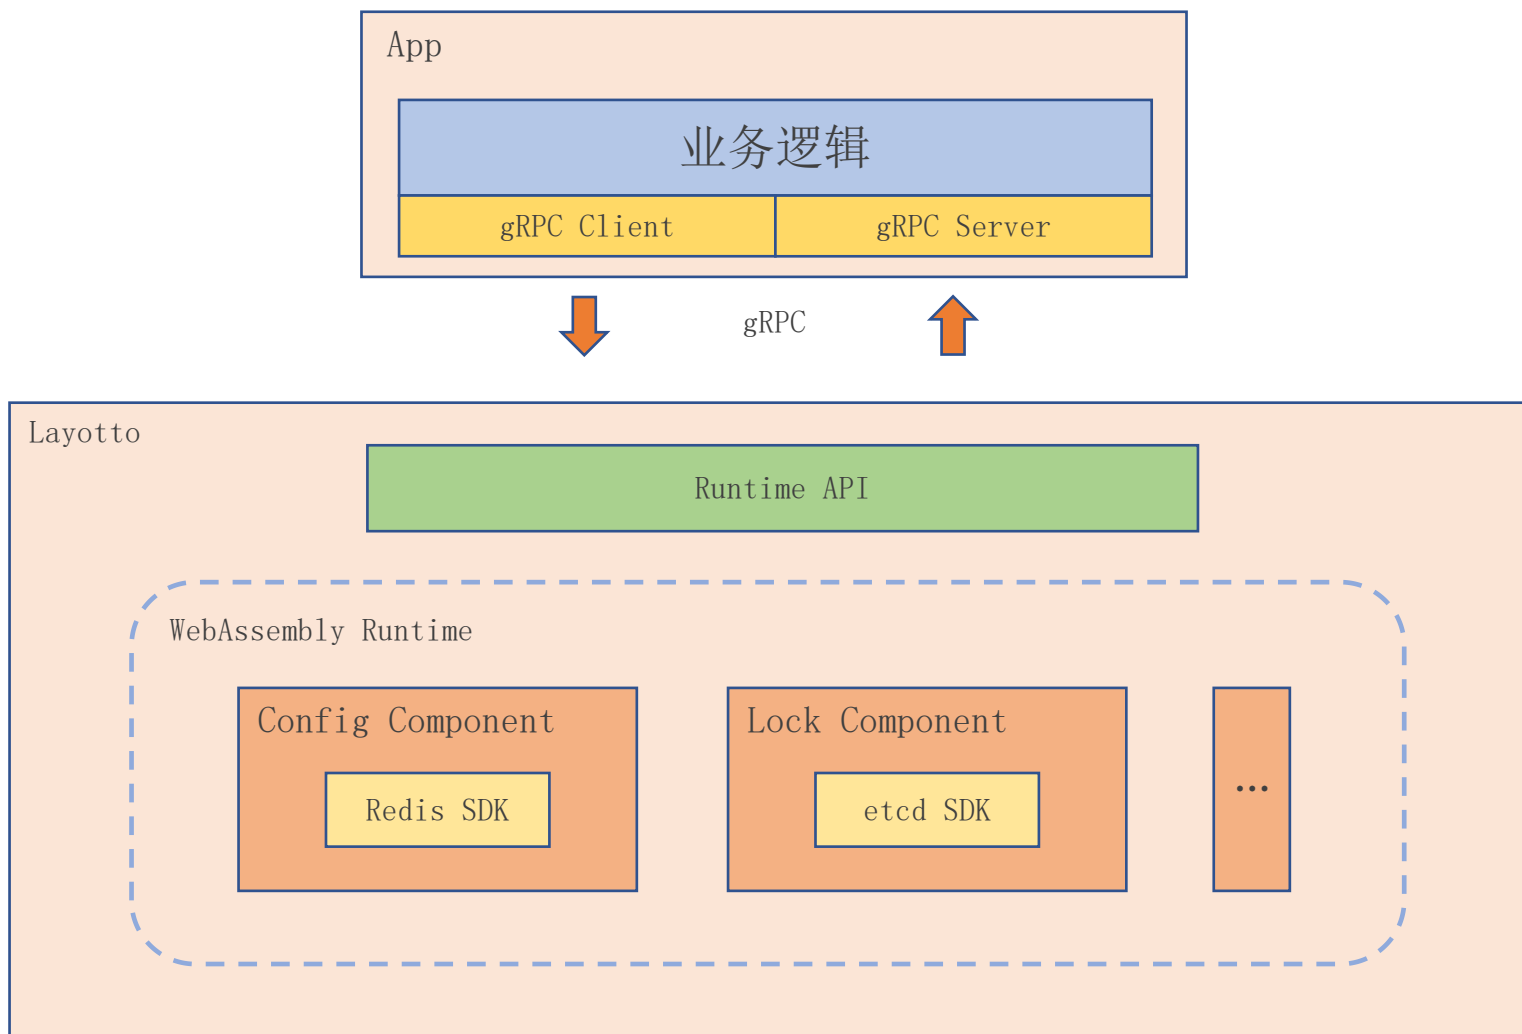 App
业务逻辑
gRPC Client
gRPC Server
gRPC
Layotto
Runtime API
WebAssembly Runtime
Config Component
Lock Component
Redis SDK
etcd SDK
...